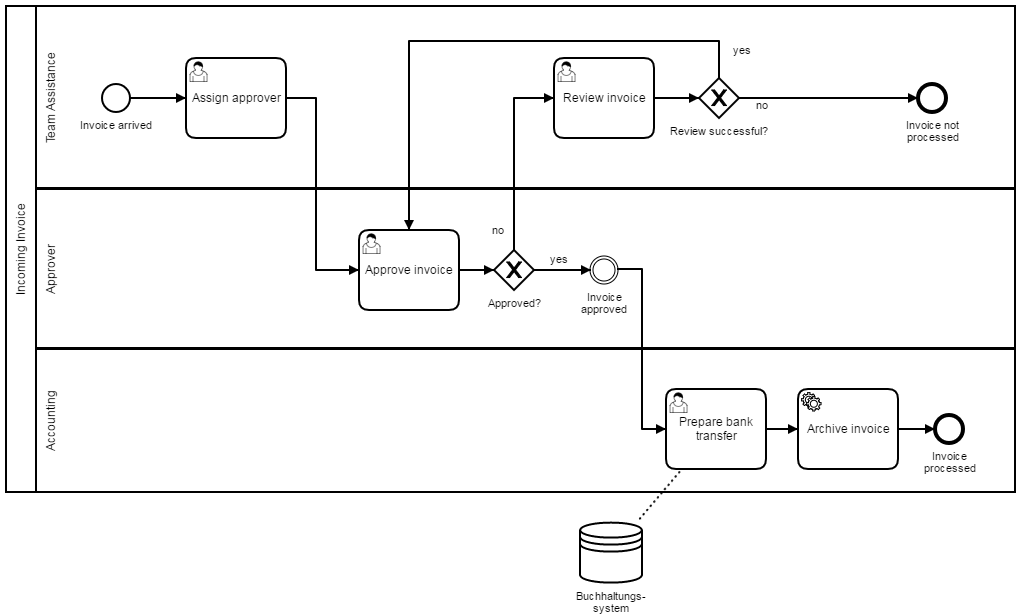 Incoming Invoice
Team Assistance
Invoice arrived
Assign approver
Review invoice
X
Review successful?
yes
no
Invoice not
processed
Approver
Approve invoice
X
Approved?
no
yes
Invoice
approved
Accounting
Prepare bank
transfer
Archive invoice
Invoice
processed
Buchhaltungs-
system